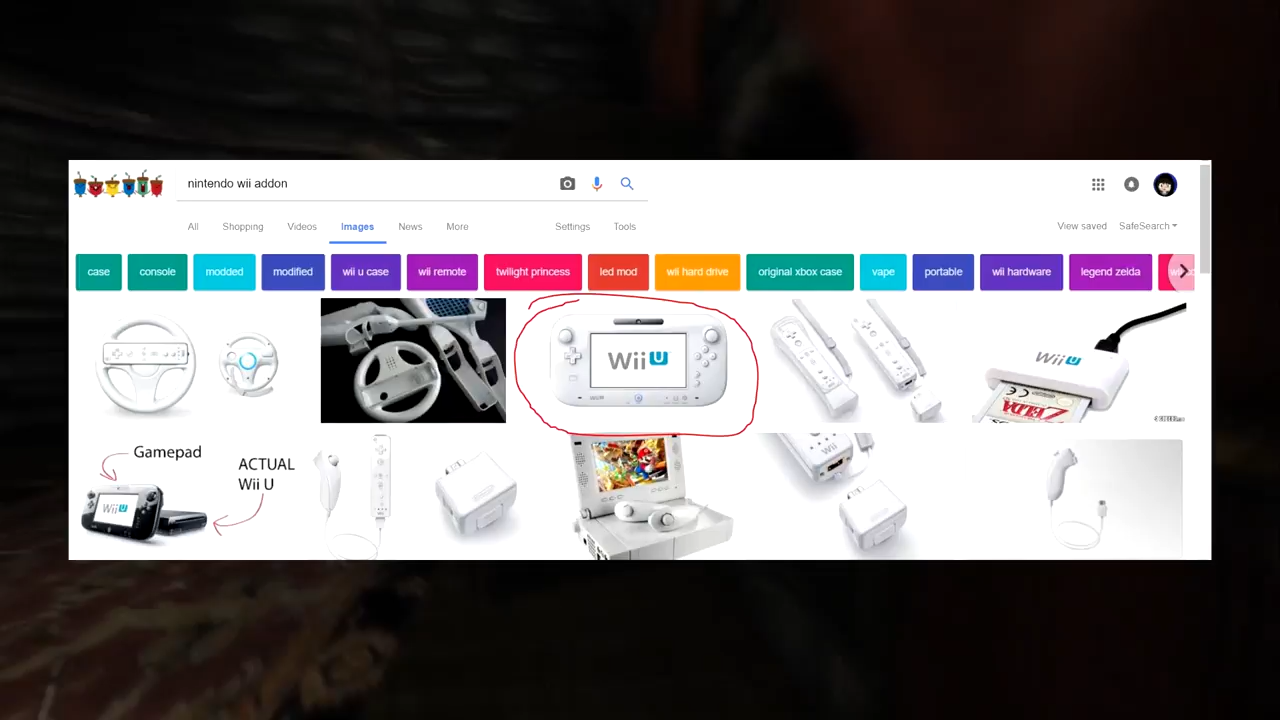 nintendo wii addon
All Shopping Videos Images News More Settings Tools View saved SafeSearch
case console modded modified wii u case wii remote twilight princess led mod wii hard drive original xbox case vape portable wii hardware legend zelda
Wii U
Wii U
ZELDA
Gamepad
ACTUAL
Wii U
Wii U
Wii